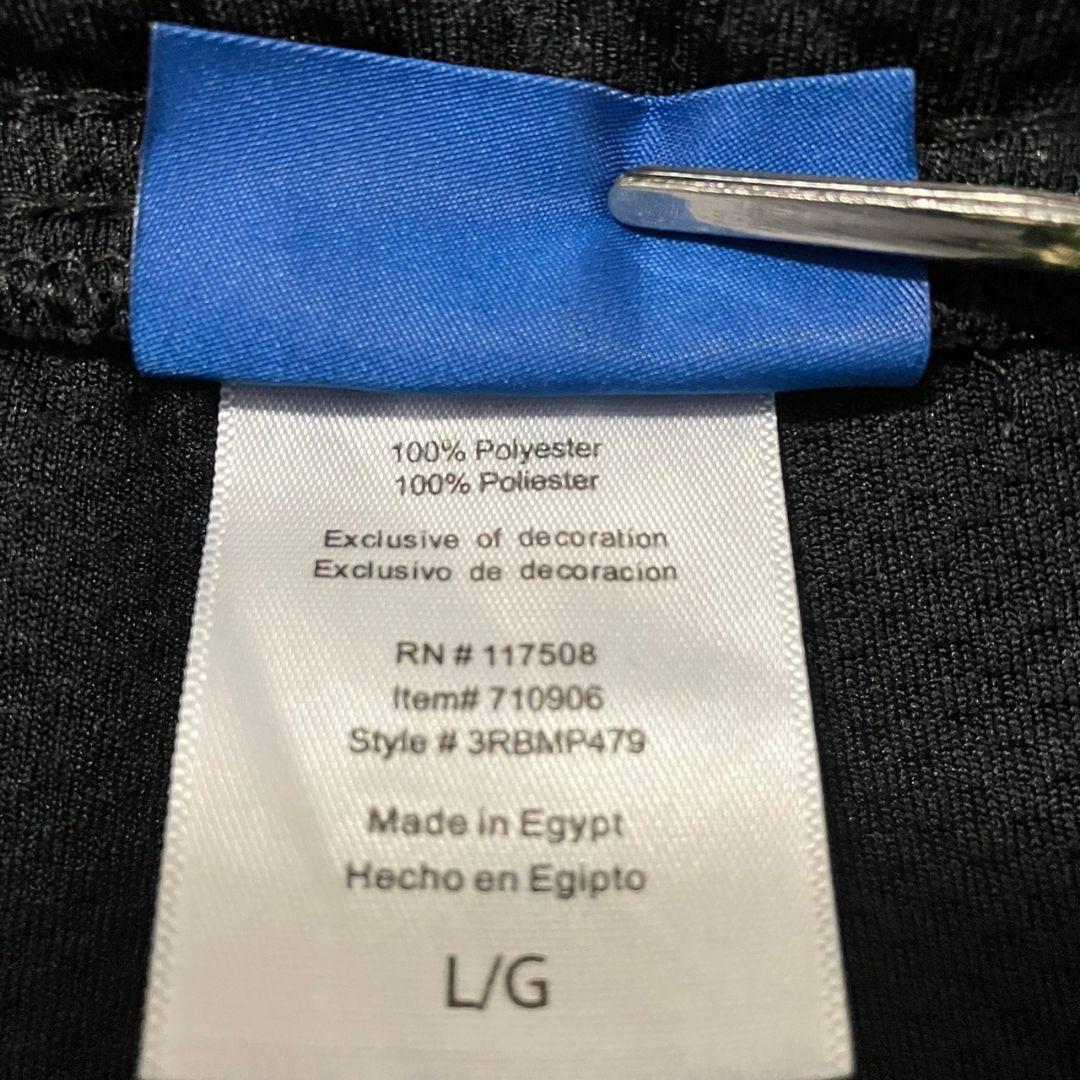 100% Polyester
100% Poliester
Exclusive of decoration
Exclusivo de decoracion
RN # 117508
Item# 710906
Style # 3RBMP479
Made in Egypt
Hecho en Egipto
L/G